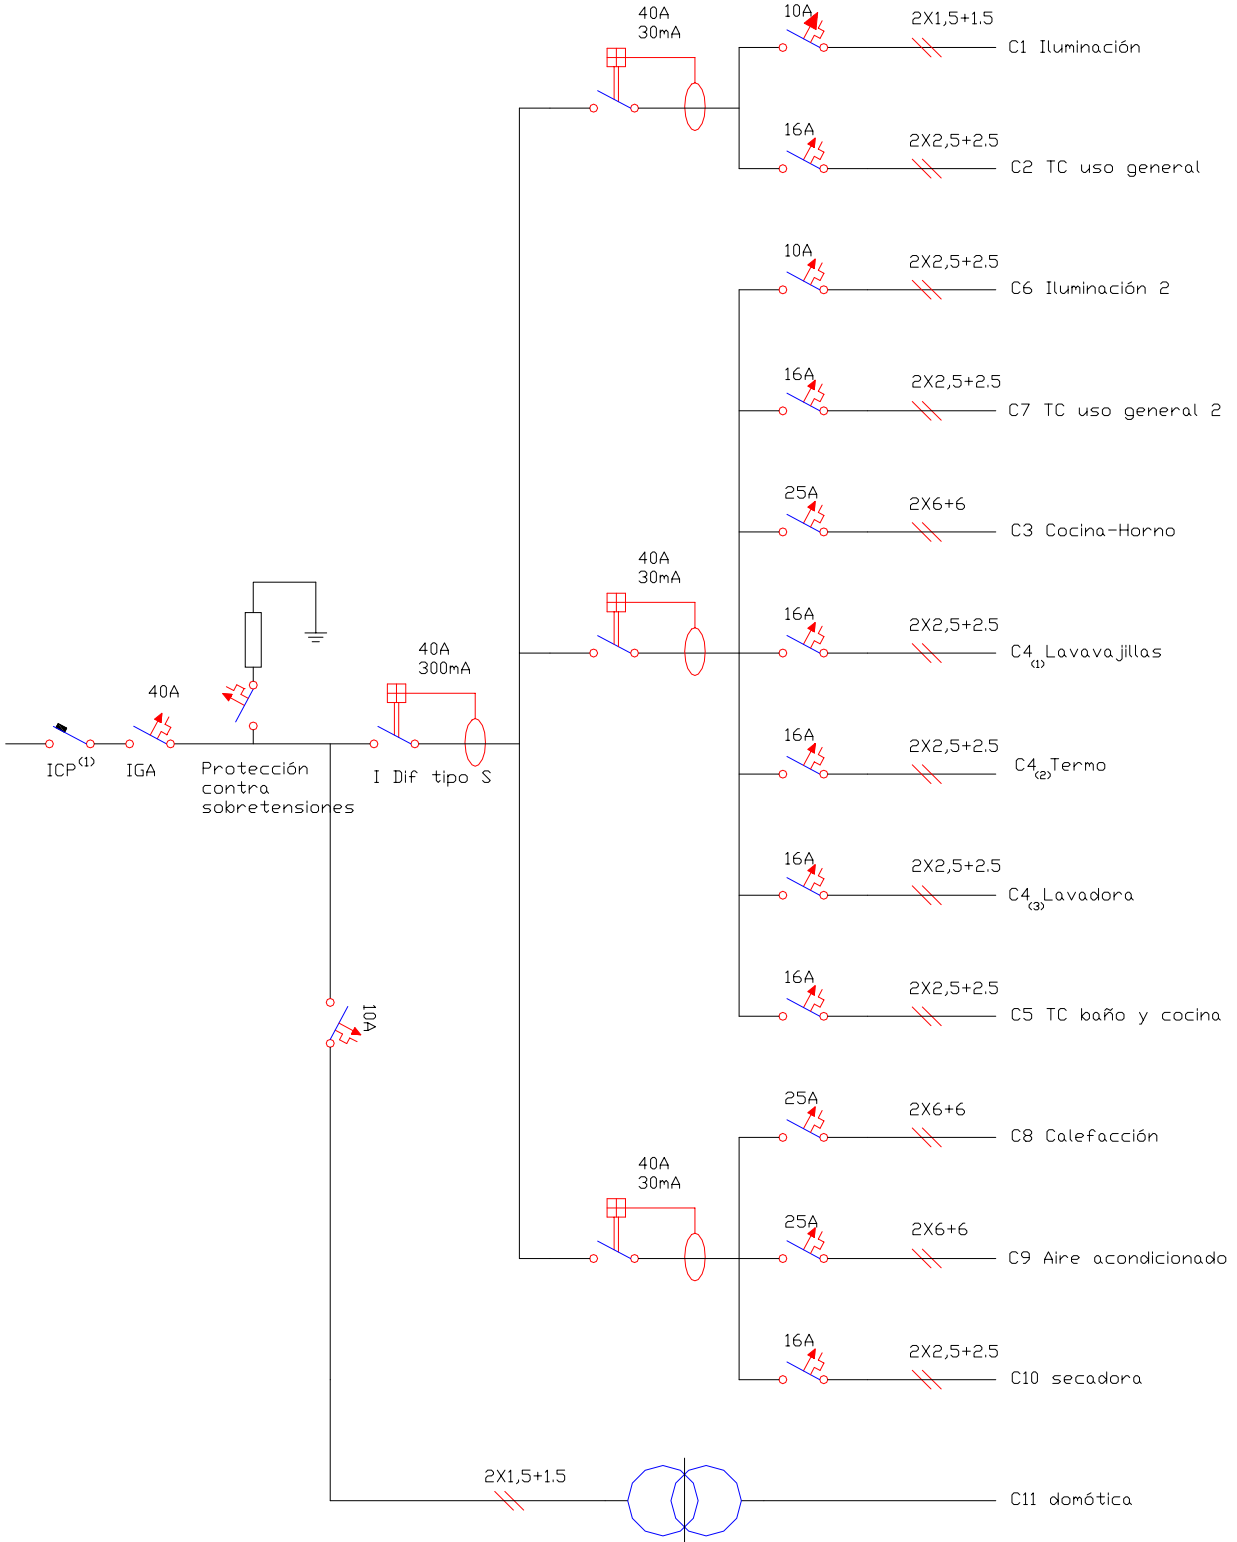 40A
30mA
10A
2X1,5+1.5
C1 Iluminación
16A
2X2,5+2.5
C2 TC uso general
10A
2X2,5+2.5
C6 Iluminación 2
16A
2X2,5+2.5
C7 TC uso general 2
25A
2X6+6
C3 Cocina-Horno
40A
30mA
16A
2X2,5+2.5
C4(1) Lavavajillas
16A
2X2,5+2.5
C4(2) Termo
16A
2X2,5+2.5
C4(3) Lavadora
16A
2X2,5+2.5
C5 TC baño y cocina
40A
30mA
25A
2X6+6
C8 Calefacción
25A
2X6+6
C9 Aire acondicionado
16A
2X2,5+2.5
C10 secadora
ICP(1)
40A
IGA
Protección
contra
sobretensiones
40A
300mA
I Dif tipo S
10A
2X1,5+1.5
C11 domótica